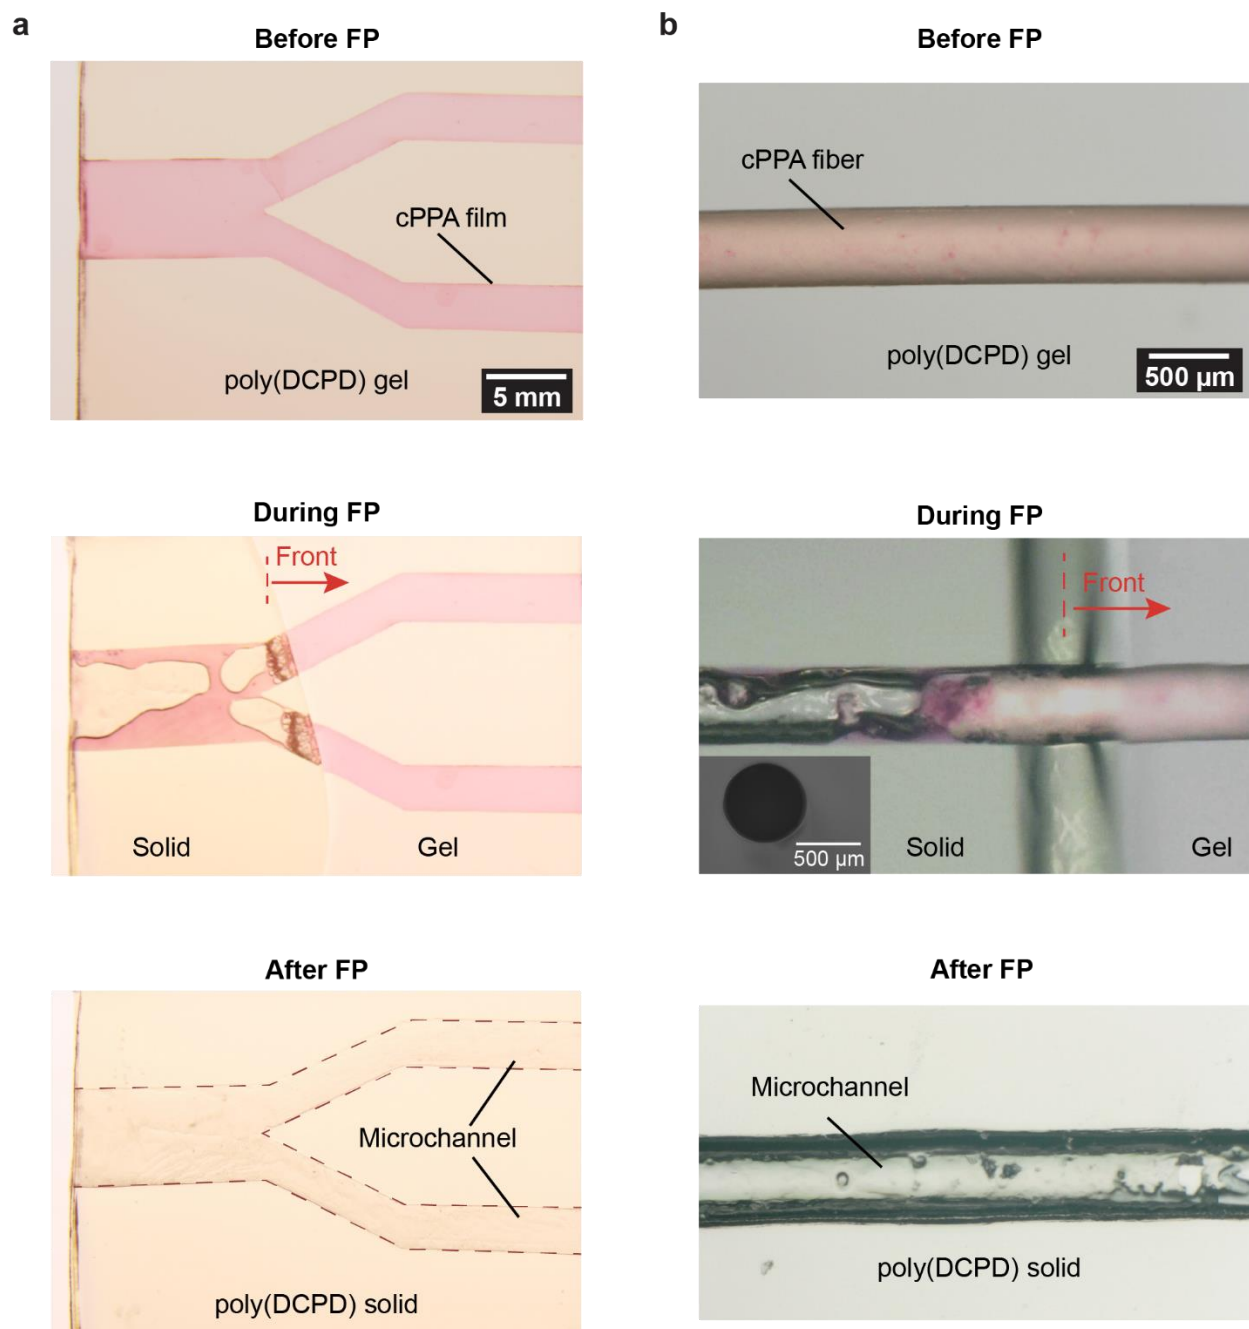 a
Before FP
cPPA film
poly(DCPD) gel
5 mm
During FP
Front
Solid
Gel
After FP
Microchannel
poly(DCPD) solid
b
Before FP
cPPA fiber
poly(DCPD) gel
500 µm
During FP
Front
500 µm
Solid
Gel
After FP
Microchannel
poly(DCPD) solid